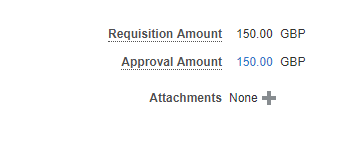 Requisition Amount 150.00 GBP
Approval Amount 150.00 GBP
Attachments None